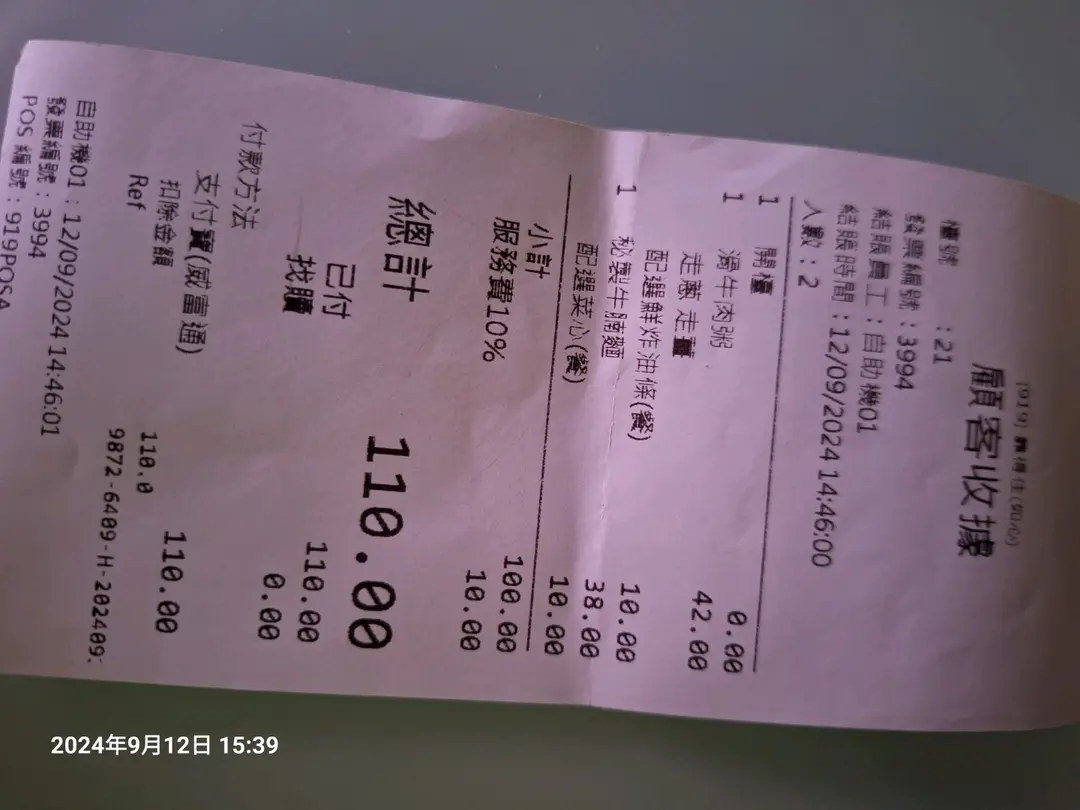 顧客收據
檯號 :21
發票編號 : 3994
結賬員工 : 自助機01
結賬時間 : 12/09/2024 14:46:00
人數 : 2
1 開檯 0.00
1 滑牛肉粥 42.00
走蔥 走薑
配選鮮炸油條(餐) 10.00
1 秘製牛腩麵 38.00
配選菜心(餐) 10.00
小計 100.00
服務費10% 10.00
總計 110.00
已付 110.00
找贖 0.00
付款方法
支付寶(威富通) 110.00
扣除金額 110.0
Ref 9872-6409-H-202409:
自助機01 : 12/09/2024 14:46:01
發票編號 : 3994
POS 編號 : 919POSA
2024年9月12日 15:39